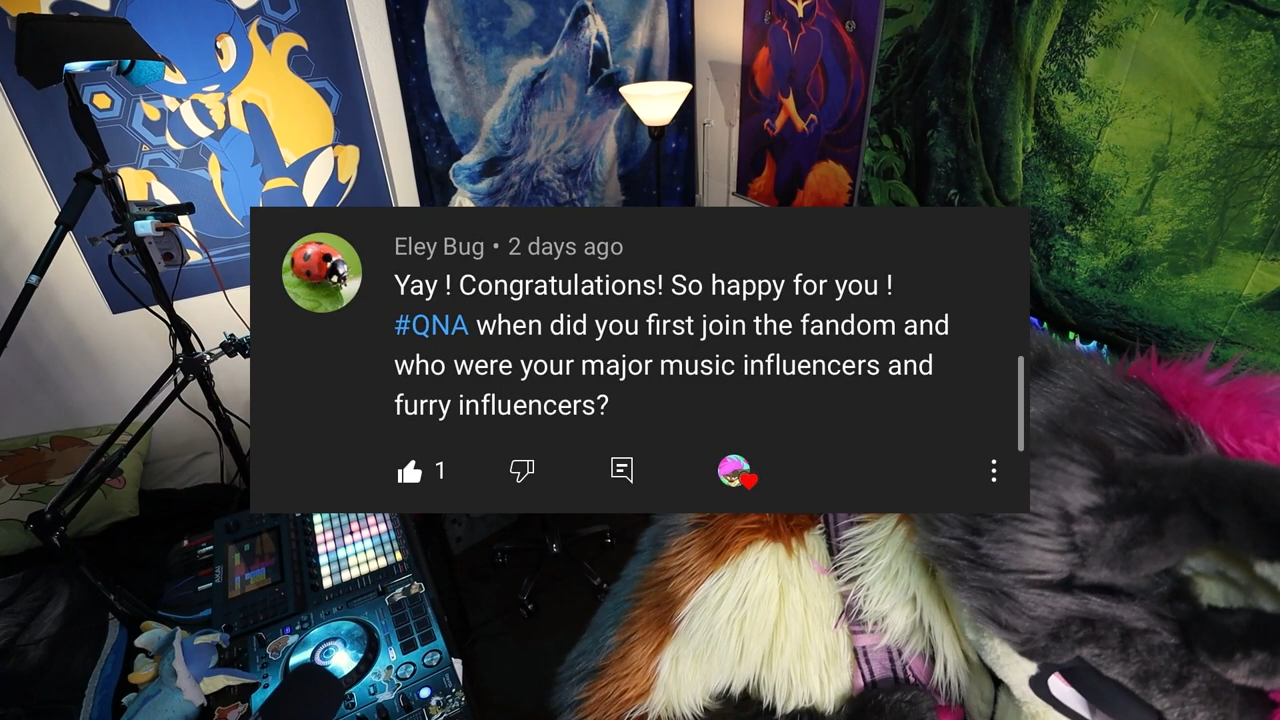 Eley Bug • 2 days ago
Yay ! Congratulations! So happy for you !
#QNA when did you first join the fandom and
who were your major music influencers and
furry influencers?
1
AKAI